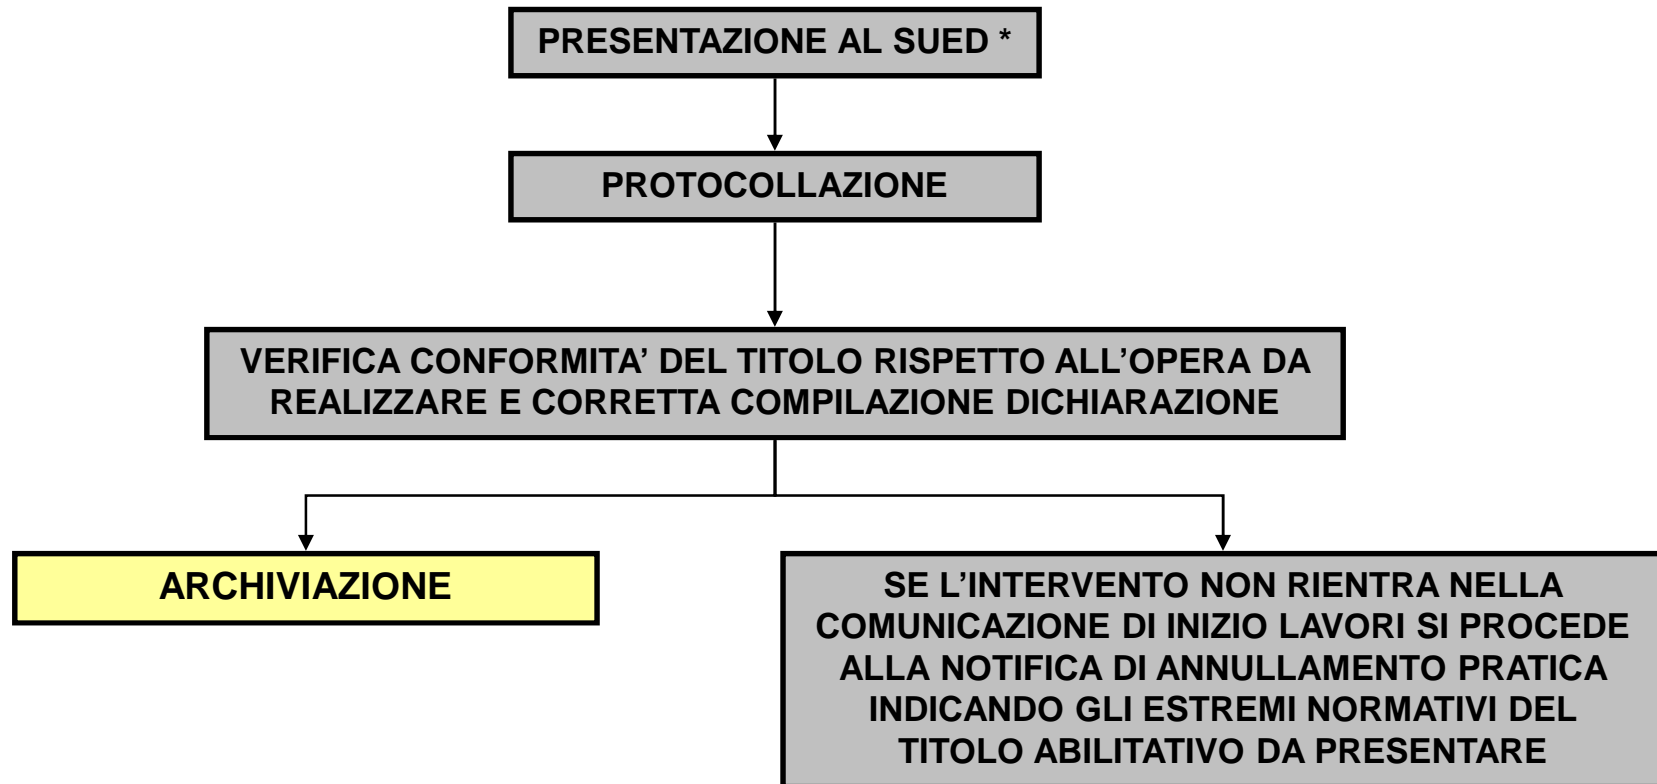 PRESENTAZIONE AL SUED *
PROTOCOLLAZIONE
VERIFICA CONFORMITA’ DEL TITOLO RISPETTO ALL’OPERA DA
REALIZZARE E CORRETTA COMPILAZIONE DICHIARAZIONE
ARCHIVIAZIONE
SE L’INTERVENTO NON RIENTRA NELLA
COMUNICAZIONE DI INIZIO LAVORI SI PROCEDE
ALLA NOTIFICA DI ANNULLAMENTO PRATICA
INDICANDO GLI ESTREMI NORMATIVI DEL
TITOLO ABILITATIVO DA PRESENTARE